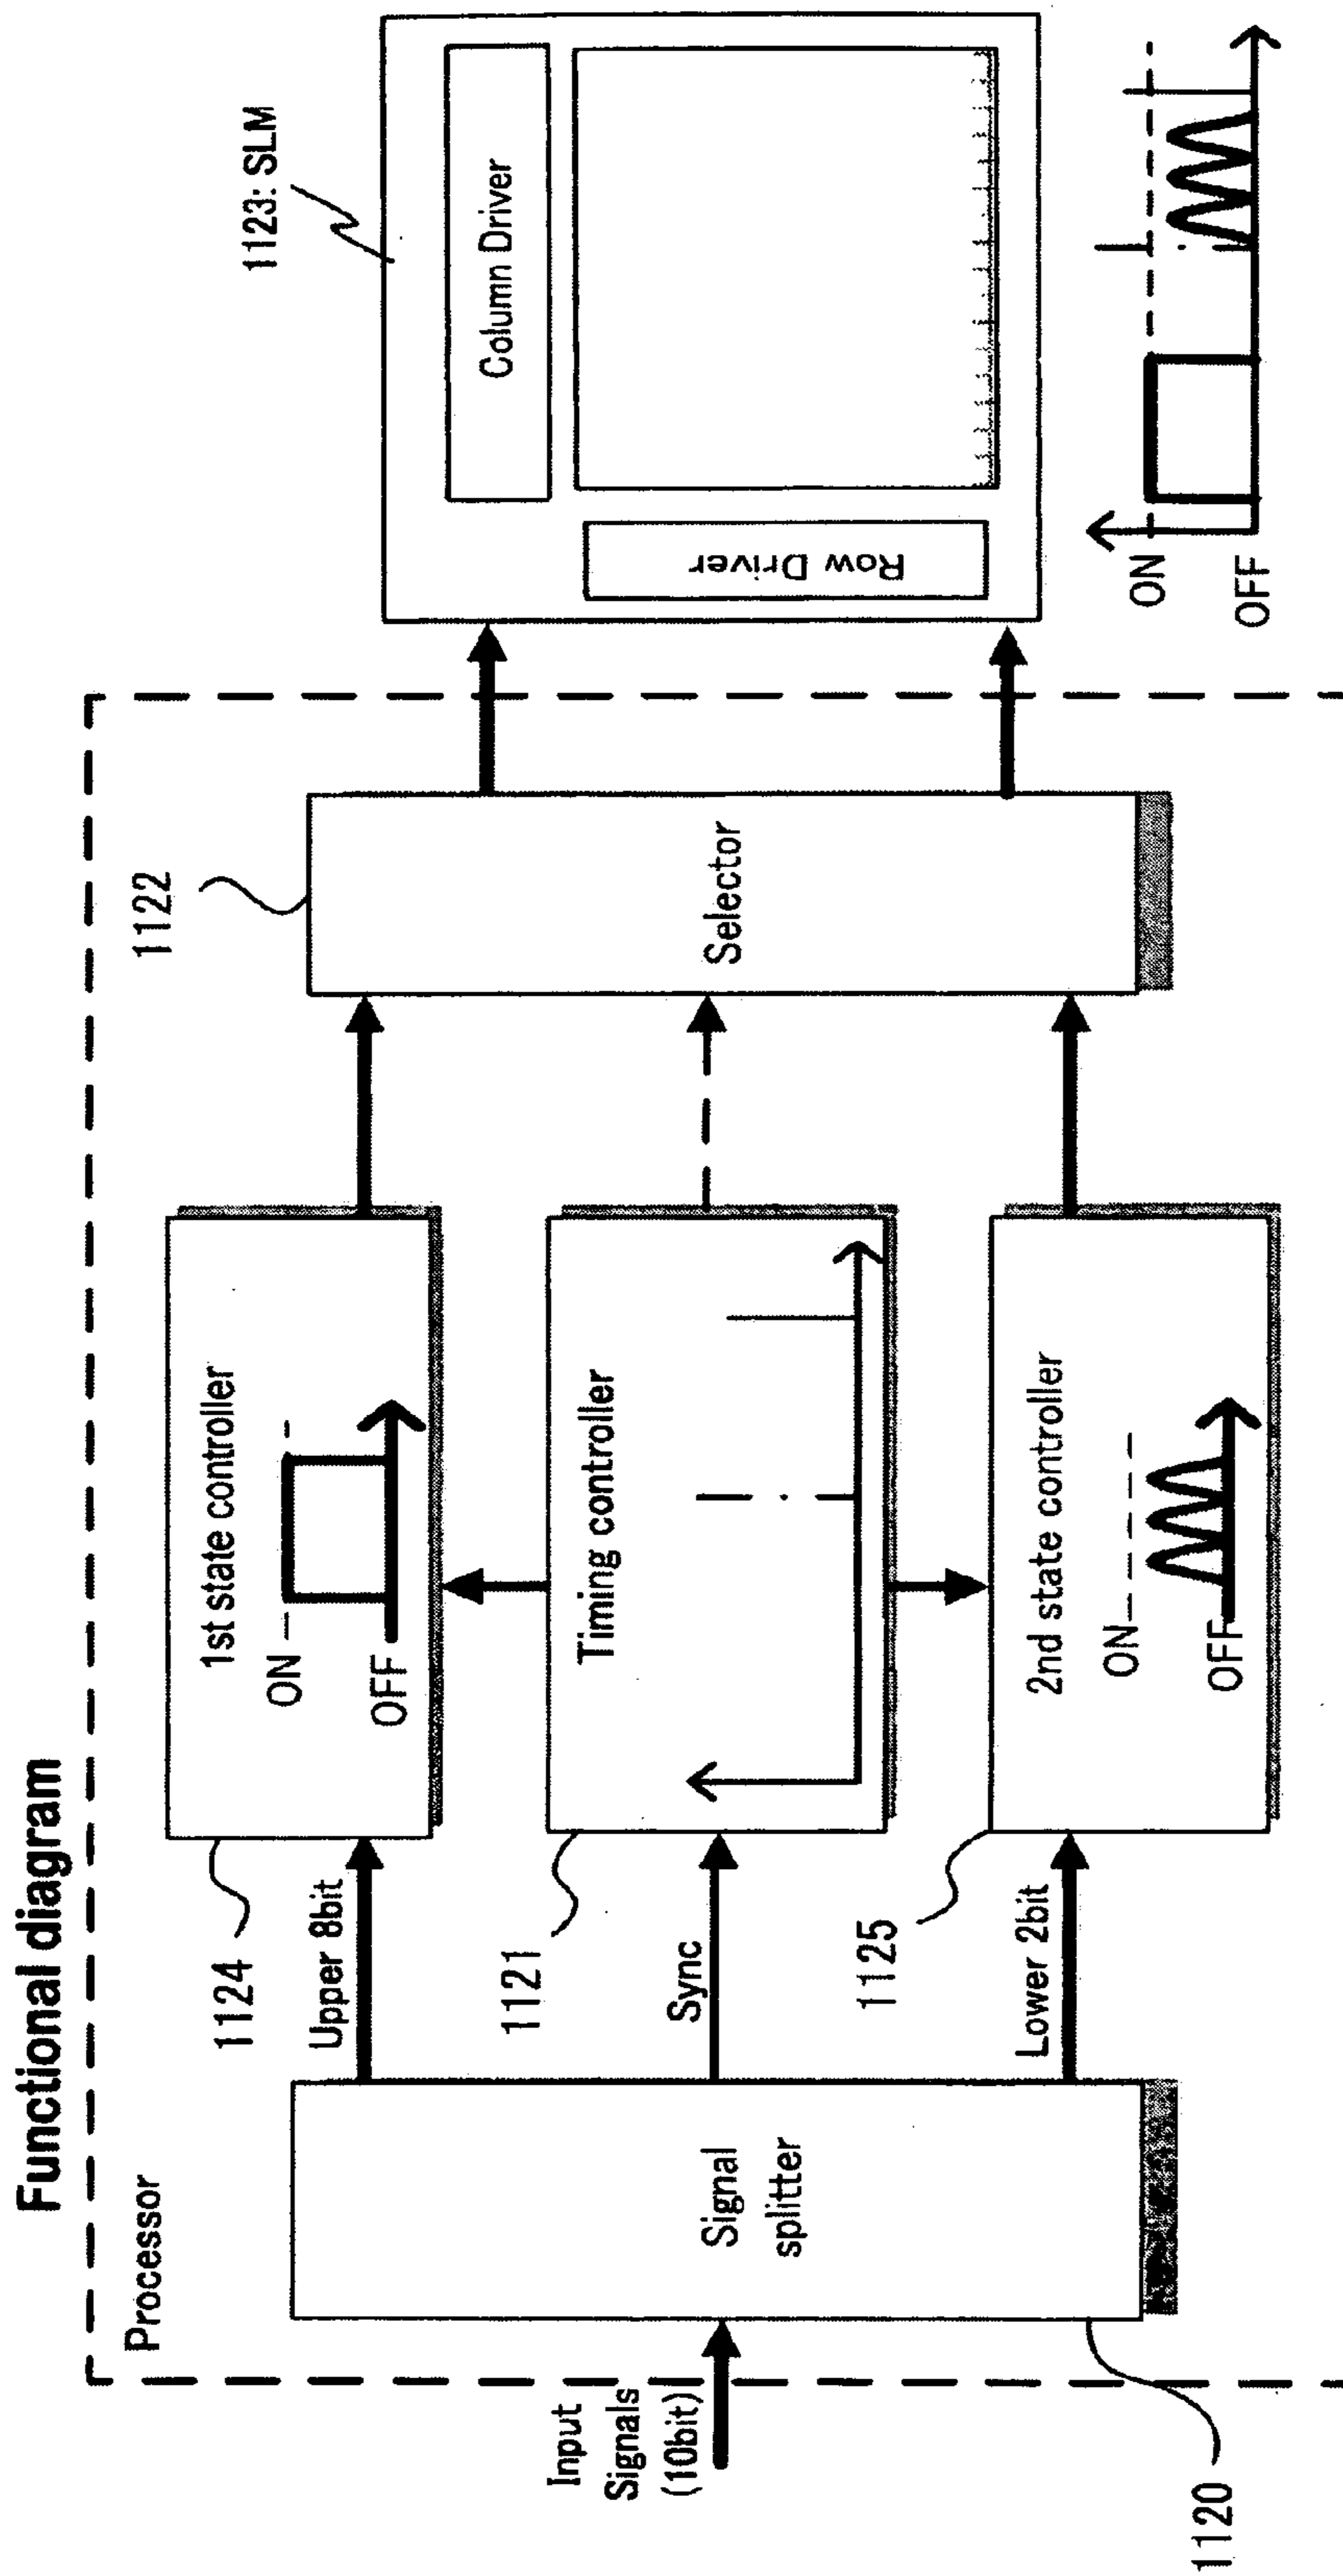 Functional diagram
Processor
Input
Signals
(10bit)
1120
Signal
splitter
Upper 8bit
Sync
Lower 2bit
1124
1121
1125
1st state controller
ON
OFF
Timing controller
2nd state controller
ON
OFF
1122
Selector
1123: SLM
Column Driver
Row Driver
ON
OFF